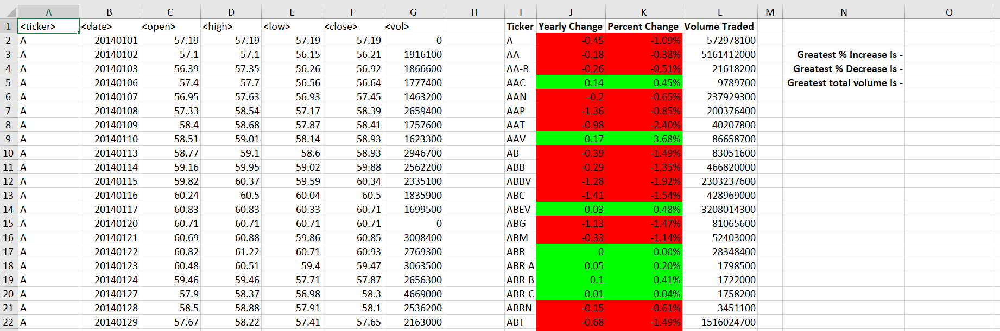 A B C D E F G H I J K L M N O
1 <ticker> <date> <open> <high> <low> <close> <vol> Ticker Yearly Change Percent Change Volume Traded
2 A 20140101 57.19 57.19 57.19 57.19 0 A -0.45 -1.09% 572978100
3 A 20140102 57.1 57.1 56.15 56.21 1916100 AA -0.18 -0.38% 5161412000 Greatest % Increase is -
4 A 20140103 56.39 57.35 56.26 56.92 1866600 AA-B -0.26 -0.51% 21618200 Greatest % Decrease is -
5 A 20140106 57.4 57.7 56.56 56.64 1777400 AAC 0.14 0.45% 9789700 Greatest total volume is -
6 A 20140107 56.95 57.63 56.93 57.45 1463200 AAN -0.2 -0.65% 237929300
7 A 20140108 57.33 58.54 57.17 58.39 2659400 AAP -1.36 -0.85% 200376400
8 A 20140109 58.4 58.68 57.87 58.41 1757600 AAT -0.98 -2.40% 40207800
9 A 20140110 58.51 59.01 58.14 58.93 1623300 AAV 0.17 3.68% 86658700
10 A 20140113 58.77 59.1 58.6 58.93 2946700 AB -0.39 -1.49% 83051600
11 A 20140114 59.16 59.95 59.02 59.88 2562200 ABB -0.29 -1.35% 466820000
12 A 20140115 59.82 60.37 59.59 60.34 2335100 ABBV -1.28 -1.92% 2303237600
13 A 20140116 60.24 60.5 60.04 60.5 1835900 ABC -1.41 -1.54% 428969000
14 A 20140117 60.83 60.83 60.33 60.71 1699500 ABEV 0.03 0.48% 3208014300
15 A 20140120 60.71 60.71 60.71 60.71 0 ABG -1.13 -1.47% 81065600
16 A 20140121 60.69 60.88 59.86 60.85 3008400 ABM -0.33 -1.14% 52403000
17 A 20140122 60.82 61.22 60.71 60.93 2769300 ABR 0 0.00% 28348400
18 A 20140123 60.48 60.51 59.4 59.47 3063500 ABR-A 0.05 0.20% 1798500
19 A 20140124 59.46 59.46 57.71 57.87 2656300 ABR-B 0.1 0.41% 1722000
20 A 20140127 57.9 58.37 56.98 58.3 4669000 ABR-C 0.01 0.04% 1758200
21 A 20140128 58.5 58.88 57.91 58.1 2536200 ABRN -0.15 -0.61% 3451100
22 A 20140129 57.67 58.22 57.41 57.65 2163000 ABT -0.68 -1.49% 1516024700